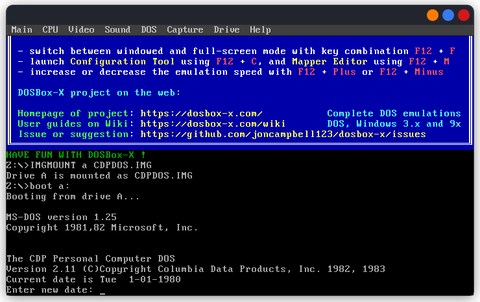 Main CPU Video Sound DOS Capture Drive Help
- switch between windowed and full-screen mode with key combination F12 + F
- launch Configuration Tool using F12 + C, and Mapper Editor using F12 + M
- increase or decrease the emulation speed with F12 + Plus or F12 + Minus
DOSBox-X project on the web:
Homepage of project: https://dosbox-x.com/ Complete DOS emulations
User guides on Wiki: https://dosbox-x.com/wiki DOS, Windows 3.x and 9x
Issue or suggestion: https://github.com/joncampbell123/dosbox-x/issues
HAVE FUN WITH DOSBox-X !
Z:\>IMGMOUNT a CDPDOS.IMG
Drive A is mounted as CDPDOS.IMG
Z:\>boot a:
Booting from drive A...
MS-DOS version 1.25
Copyright 1981,82 Microsoft, Inc.
The CDP Personal Computer DOS
Version 2.11 (C)Copyright Columbia Data Products, Inc. 1982, 1983
Current date is Tue 1-01-1980
Enter new date: _